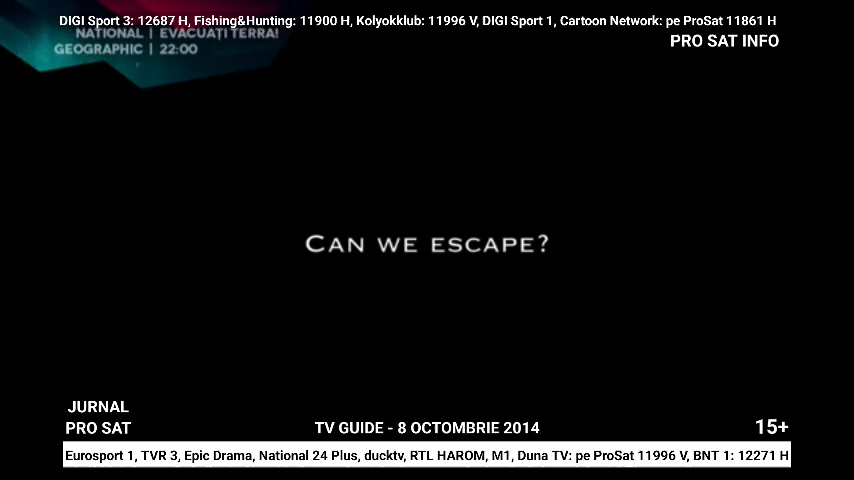 DIGI Sport 3: 12687 H, Fishing&Hunting: 11900 H, Kolyokklub: 11996 V, DIGI Sport 1, Cartoon Network: pe ProSat 11861 H
NATIONAL | EVACUAȚI TERRA!
GEOGRAPHIC | 22:00
PRO SAT INFO
CAN WE ESCAPE?
JURNAL
PRO SAT
TV GUIDE - 8 OCTOMBRIE 2014
15+
Eurosport 1, TVR 3, Epic Drama, National 24 Plus, ducktv, RTL HAROM, M1, Duna TV: pe ProSat 11996 V, BNT 1: 12271 H